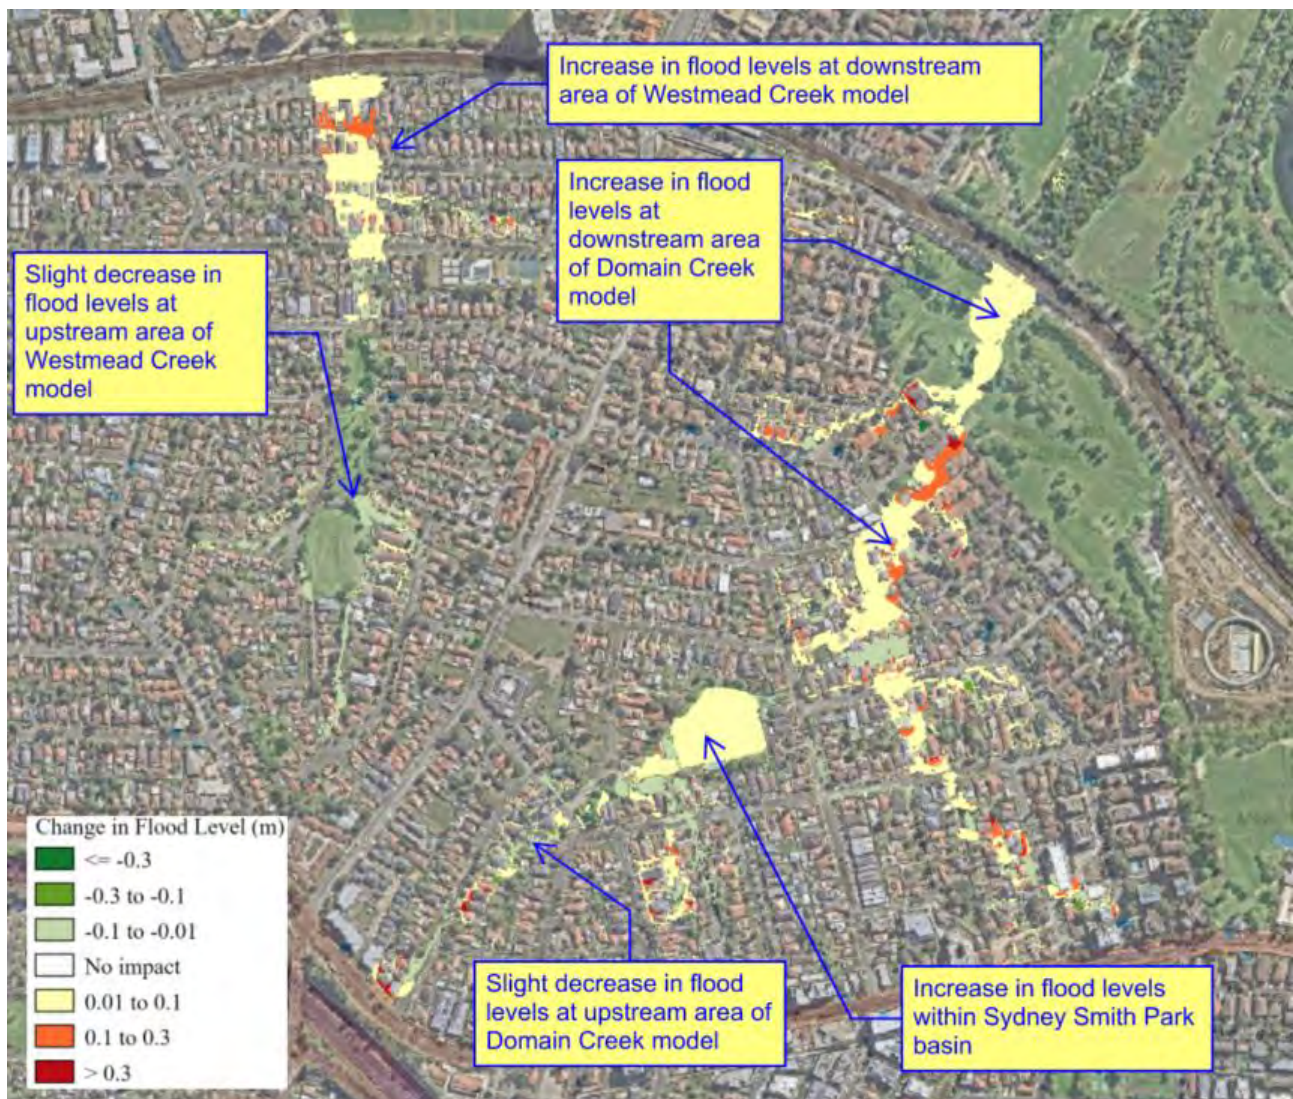 Increase in flood levels at downstream
area of Westmead Creek model
Increase in flood
levels at
downstream area
of Domain Creek
model
Slight decrease in
flood levels at
upstream area of
Westmead Creek
model
Change in Flood Level (m)
<= -0.3
-0.3 to -0.1
-0.1 to -0.01
No impact
0.01 to 0.1
0.1 to 0.3
> 0.3
Slight decrease in flood
levels at upstream area of
Domain Creek model
Increase in flood levels
within Sydney Smith Park
basin